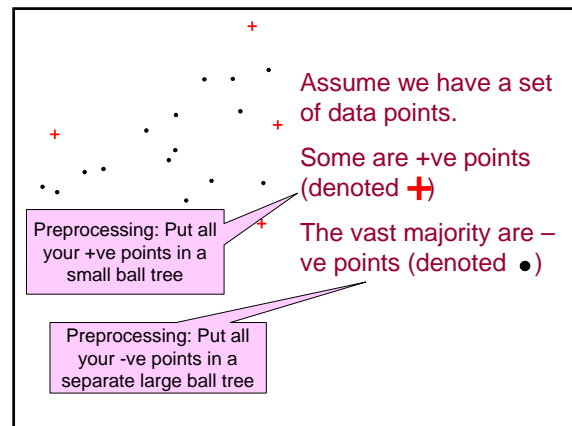 Assume we have a set
of data points.
Some are +ve points
(denoted +)
The vast majority are –
ve points (denoted •)
Preprocessing: Put all
your +ve points in a
small ball tree
Preprocessing: Put all
your -ve points in a
separate large ball tree